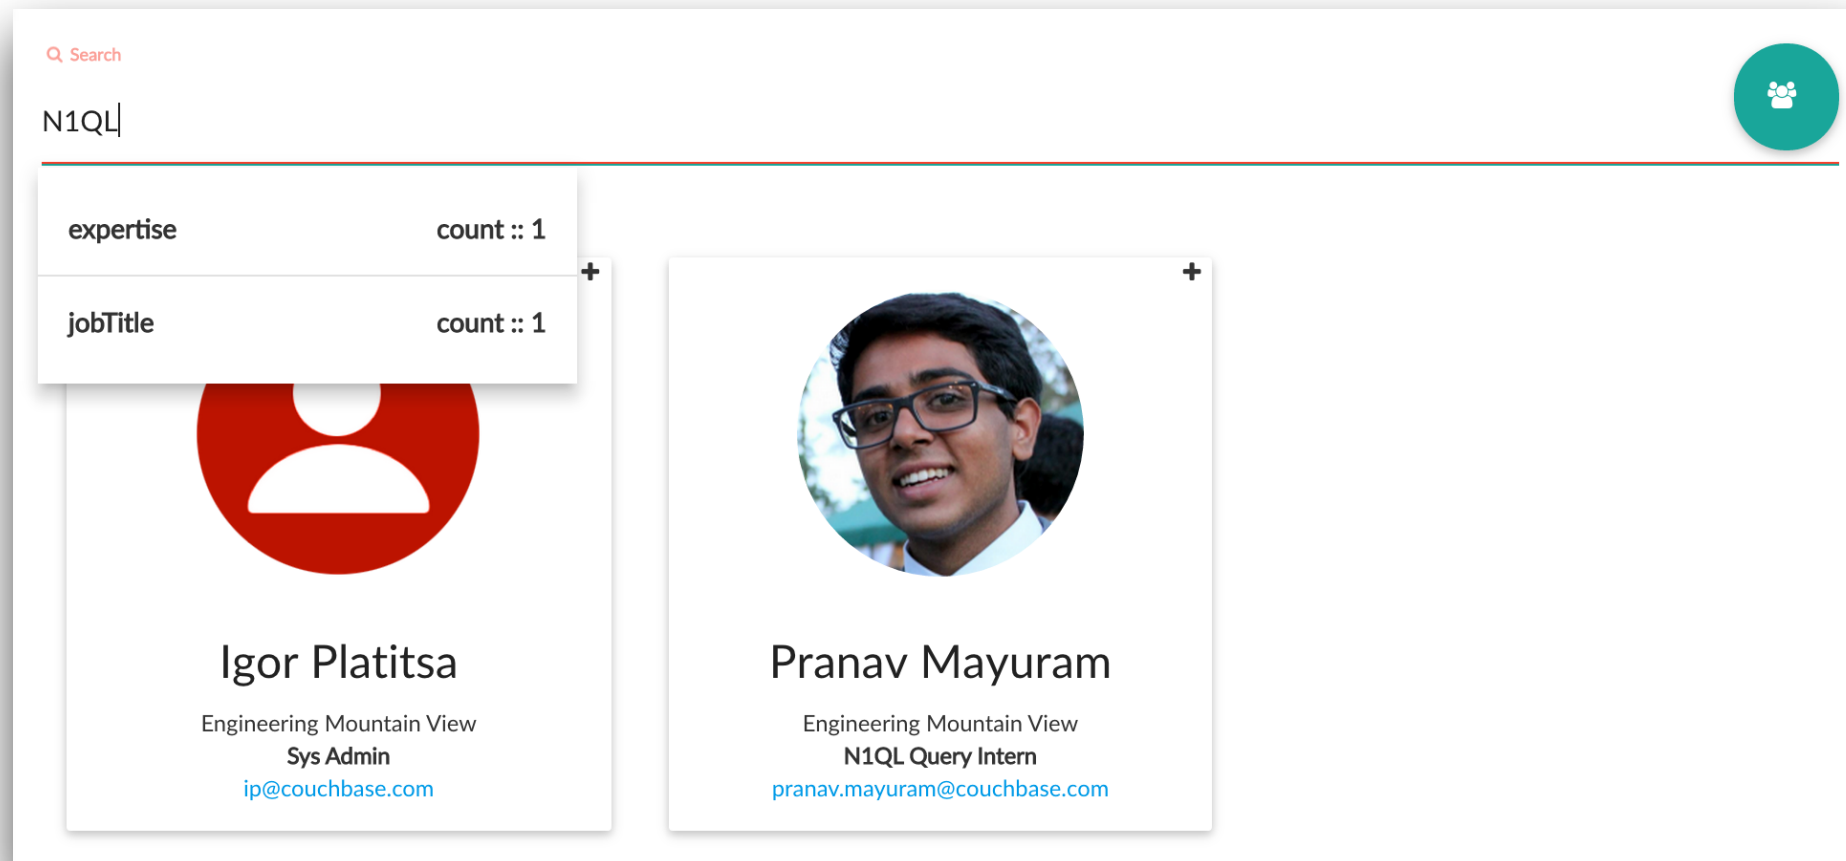 Search
N1QL
expertise count :: 1
jobTitle count :: 1
Igor Platitsa
Engineering Mountain View
Sys Admin
ip@couchbase.com
Pranav Mayuram
Engineering Mountain View
N1QL Query Intern
pranav.mayuram@couchbase.com